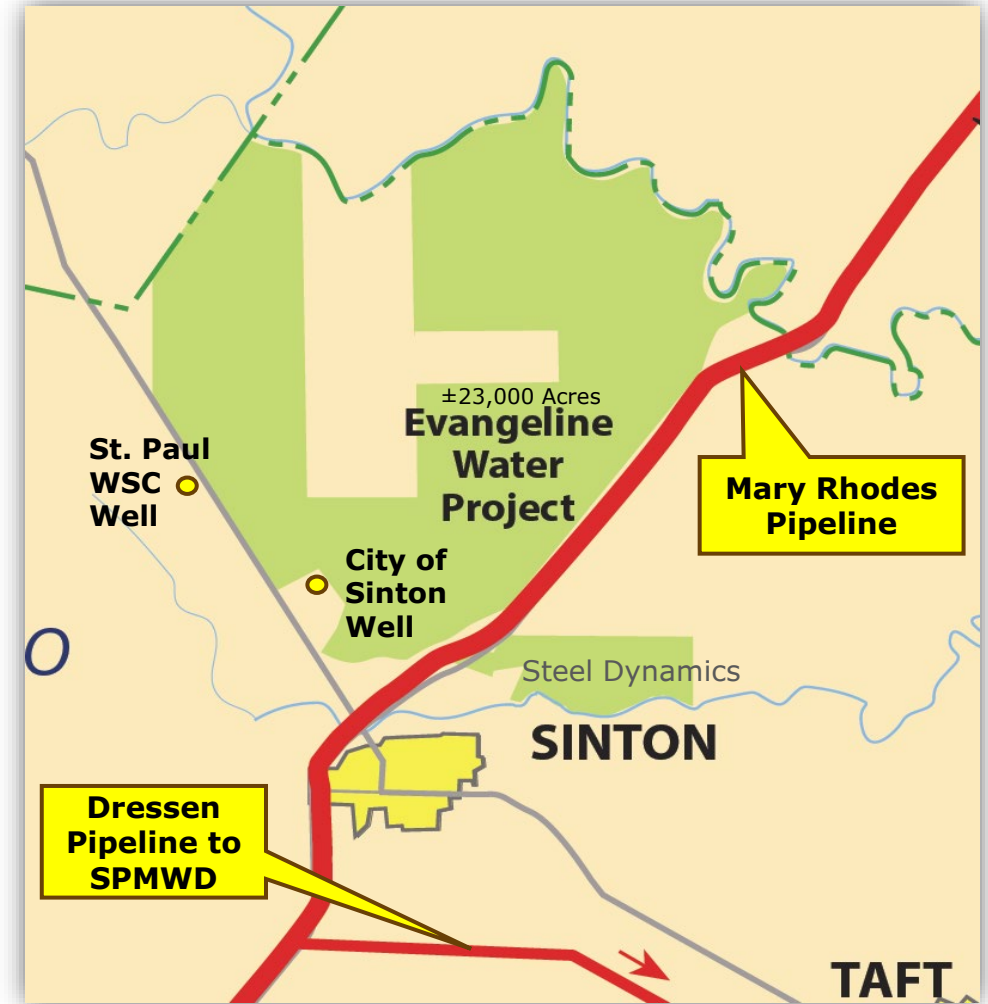 ±23,000 Acres
Evangeline
Water
Project
St. Paul
WSC
Well
Mary Rhodes
Pipeline
City of
Sinton
Well
O
Steel Dynamics
SINTON
Dressen
Pipeline to
SPMWD
TAFT